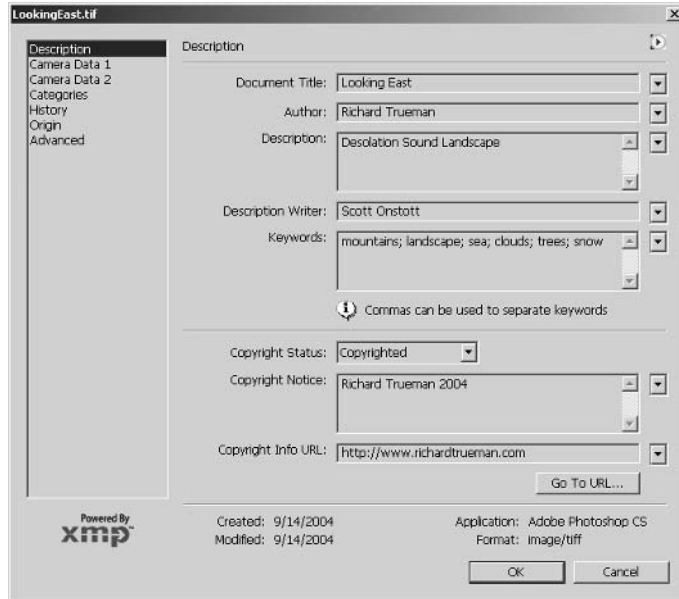 LookingEast.tif
Description
Camera Data 1
Camera Data 2
Categories
History
Origin
Advanced
Description
Document Title: Looking East
Author: Richard Trueman
Description: Desolation Sound Landscape
Description Writer: Scott Onstott
Keywords: mountains; landscape; sea; clouds; trees; snow
Commas can be used to separate keywords
Copyright Status: Copyrighted
Copyright Notice: Richard Trueman 2004
Copyright Info URL: http://www.richardtrueman.com
Go To URL...
Powered By
xmp™
Created: 9/14/2004 Application: Adobe Photoshop CS
Modified: 9/14/2004 Format: image/tiff
OK Cancel